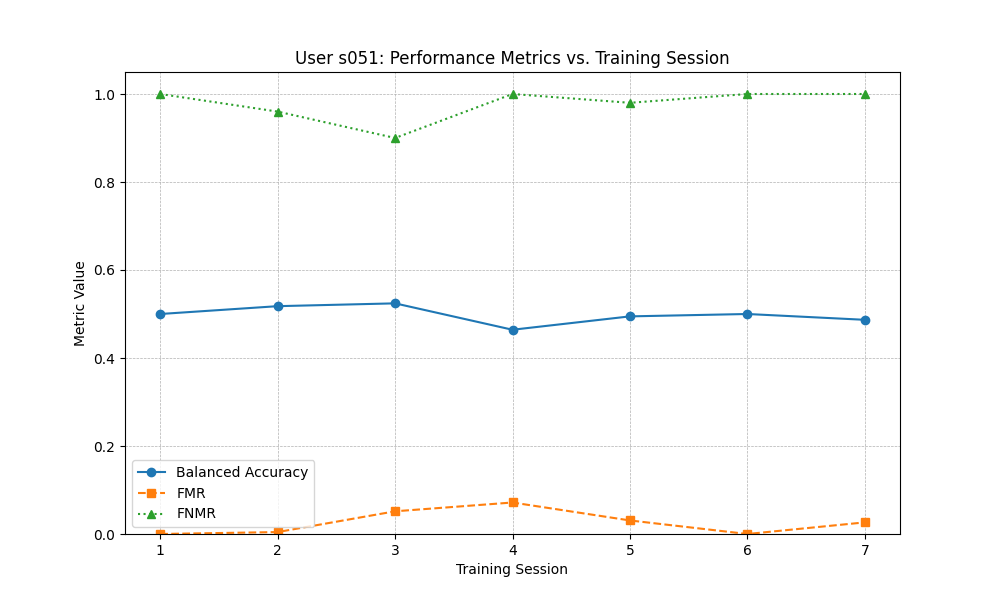 User s051: Performance Metrics vs. Training Session
Metric Value
1.0
0.8
0.6
0.4
0.2
0.0
Balanced Accuracy
FMR
FNMR
1 2 3 4 5 6 7
Training Session